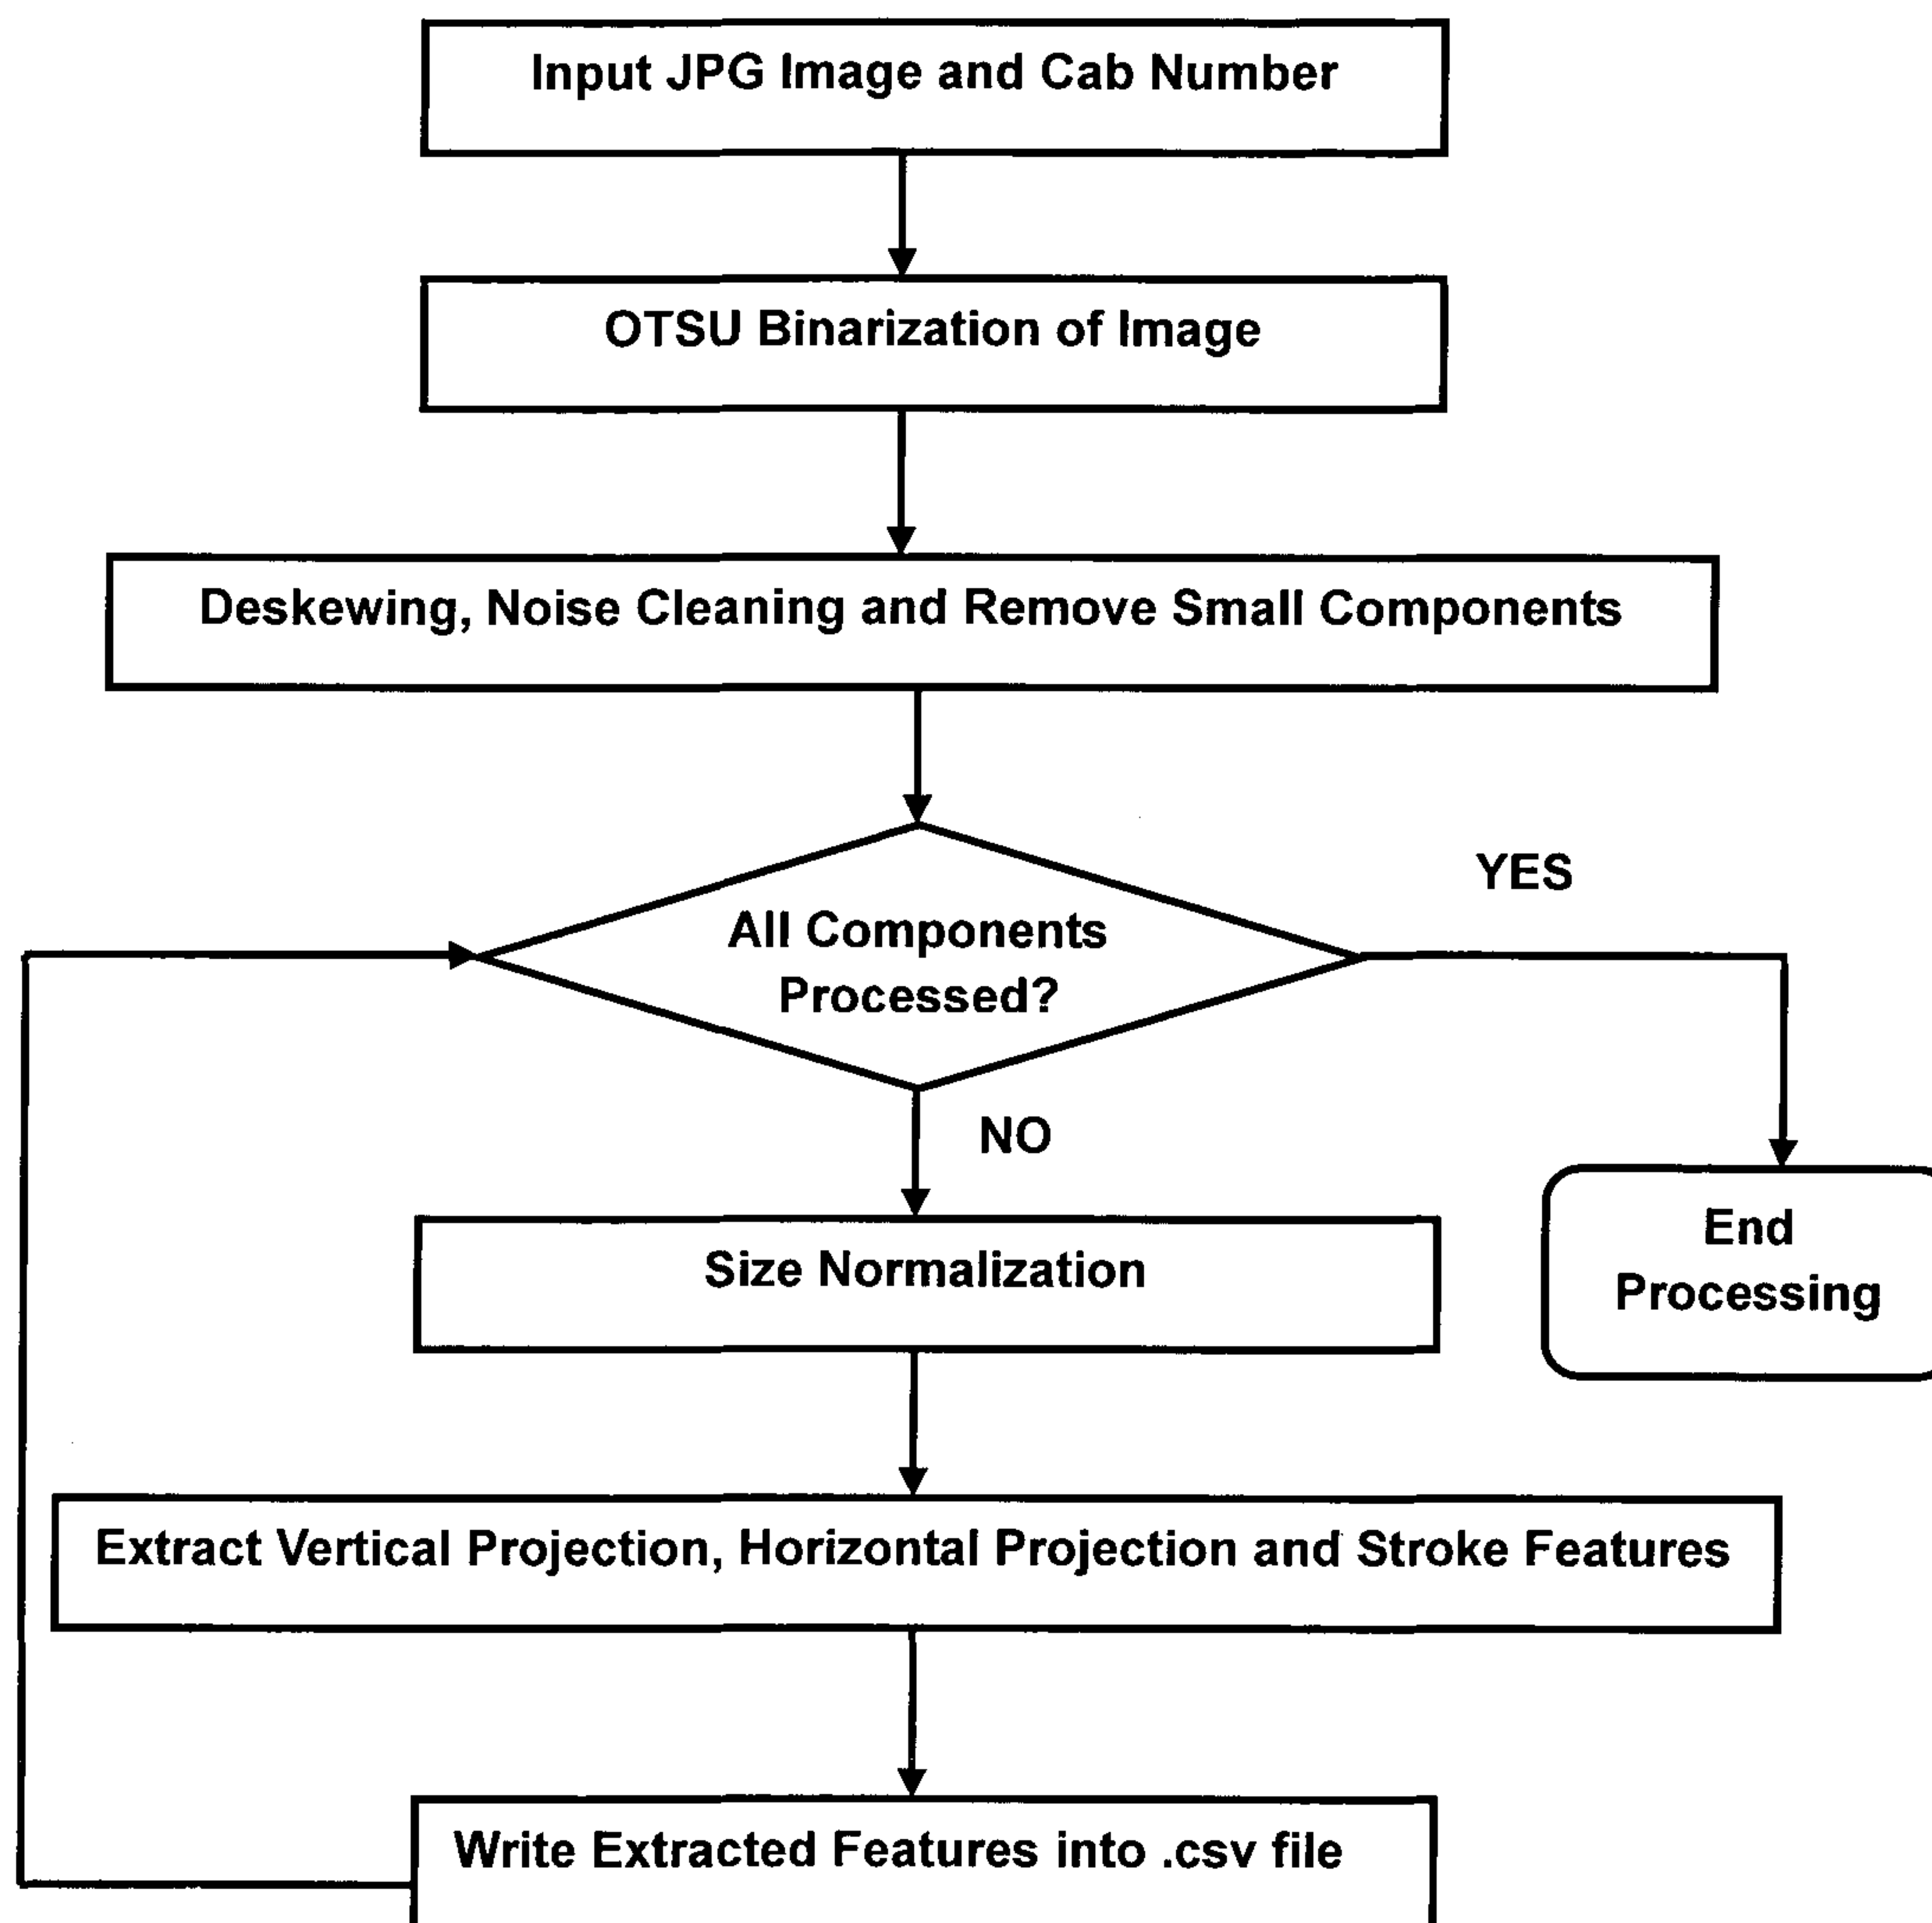 Input JPG Image and Cab Number
OTSU Binarization of Image
Deskewing, Noise Cleaning and Remove Small Components
All Components
Processed?
YES
NO
Size Normalization
End
Processing
Extract Vertical Projection, Horizontal Projection and Stroke Features
Write Extracted Features into .csv file